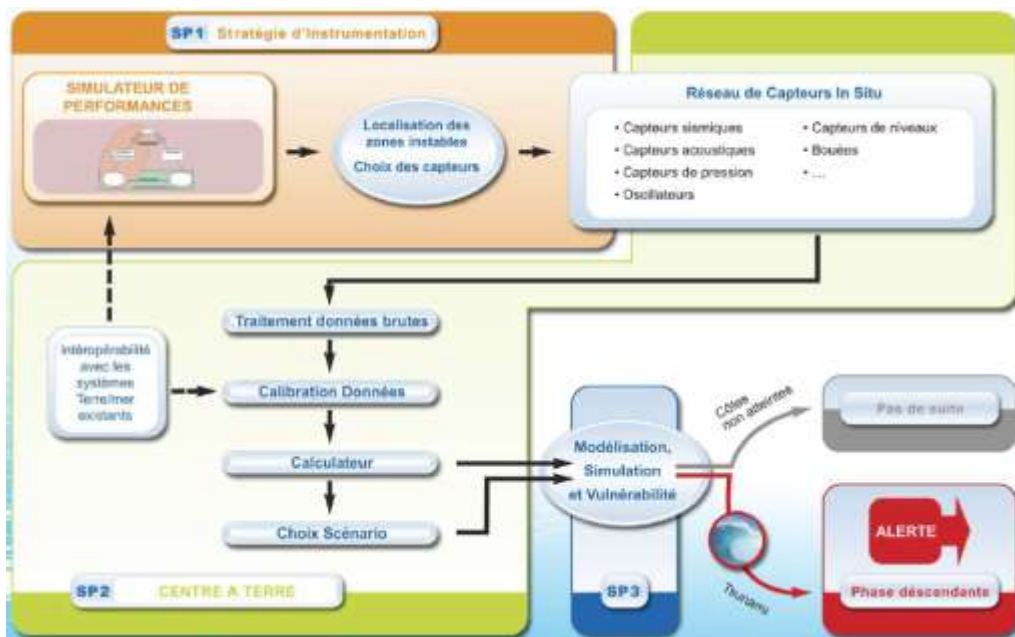 SP1 Stratégie d'Instrumentation
SIMULATEUR DE
PERFORMANCES
Localisation des
zones instables
Choix des capteurs
Réseau de Capteurs In Situ
• Capteurs sismiques
• Capteurs acoustiques
• Capteurs de pression
• Oscillateurs
• Capteurs de niveaux
• Bouées
• ...
Traitement données brutes
Intéropérabilité
avec les
systèmes
Terre/mer
existants
Calibration Données
Calculateur
Choix Scénario
SP2 CENTRE A TERRE
Modélisation,
Simulation
et Vulnérabilité
SP3
Côtes
non atteintes
Pas de suite
Tsunami
ALERTE
Phase déscendante